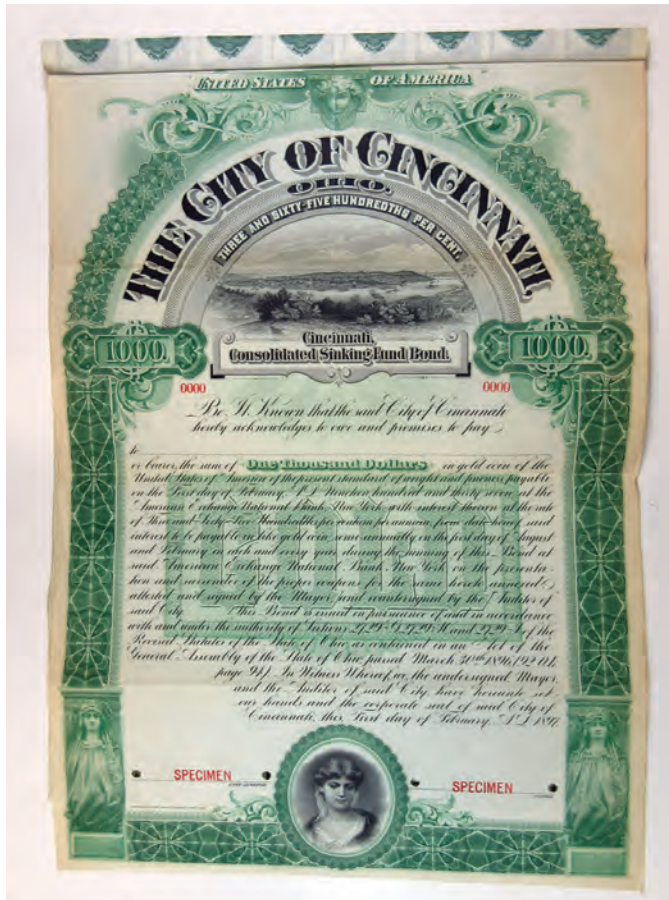 UNITED STATES OF AMERICA
THE CITY OF CINCINNATI,
OHIO.
THREE AND SIXTY-FIVE HUNDREDTHS PER CENT.
Cincinnati,
Consolidated Sinking Fund Bond.
1000. 1000.
0000 0000
Be It Known that the said City of Cincinnati
hereby acknowledges to owe and promises to pay
to
or bearer, the sum of One Thousand Dollars in gold coin of the
United States of America of the present standard of weight and fineness, payable
on the First day of February, A.D. Nineteen hundred and thirty seven, at the
American Exchange National Bank, New York, with interest thereon at the rate
of Three and Sixty-Five Hundredths per centum per annum, from date hereof, said
interest to be payable in like gold coin, semi-annually on the first day of August
and February in each and every year during the running of this Bond at
said American Exchange National Bank, New York on the presenta-
tion and surrender of the proper coupons for the same hereto annexed,
attested and signed by the Mayor, and countersigned by the Auditor of
said City. This Bond is issued in pursuance of and in accordance
with and under the authority of Sections 2729-G, 2729-H and 2729-I of the
Revised Statutes of the State of Ohio as contained in an Act of the
General Assembly of the State of Ohio passed March 30th 1896, (92 O.L.
page 94). In Witness Whereof, we, the undersigned Mayor
and the Auditor of said City, have hereunto set
our hands and the corporate seal of said City of
Cincinnati, this First day of February, A.D. 1897.
SPECIMEN SPECIMEN